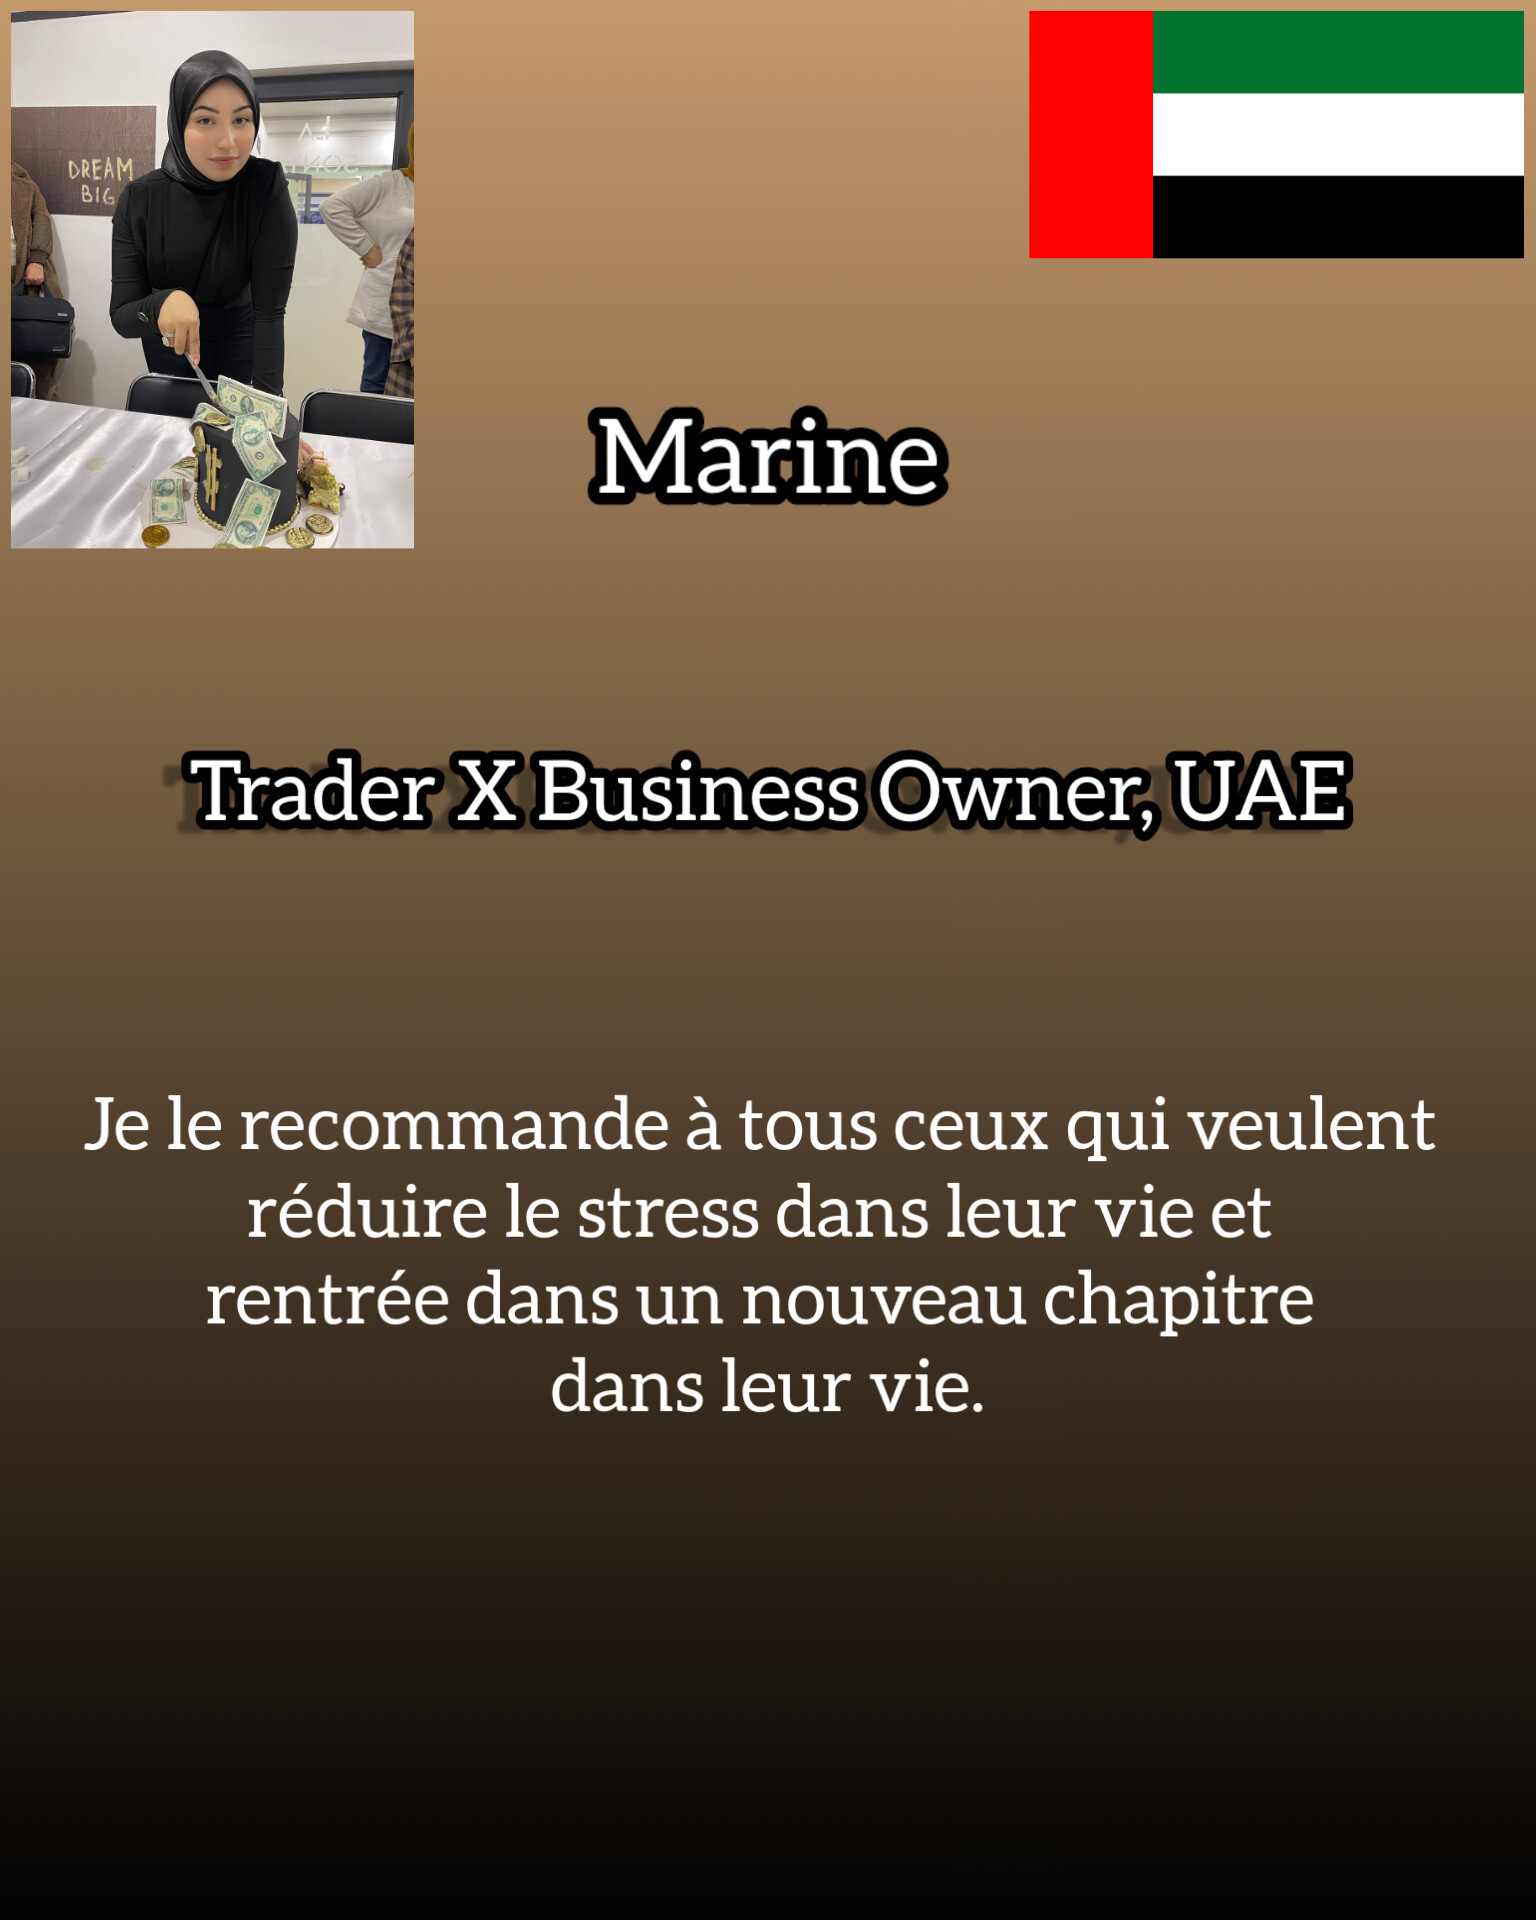 DREAM
BIG
Marine
Trader X Business Owner, UAE
Je le recommande à tous ceux qui veulent
réduire le stress dans leur vie et
rentrée dans un nouveau chapitre
dans leur vie.